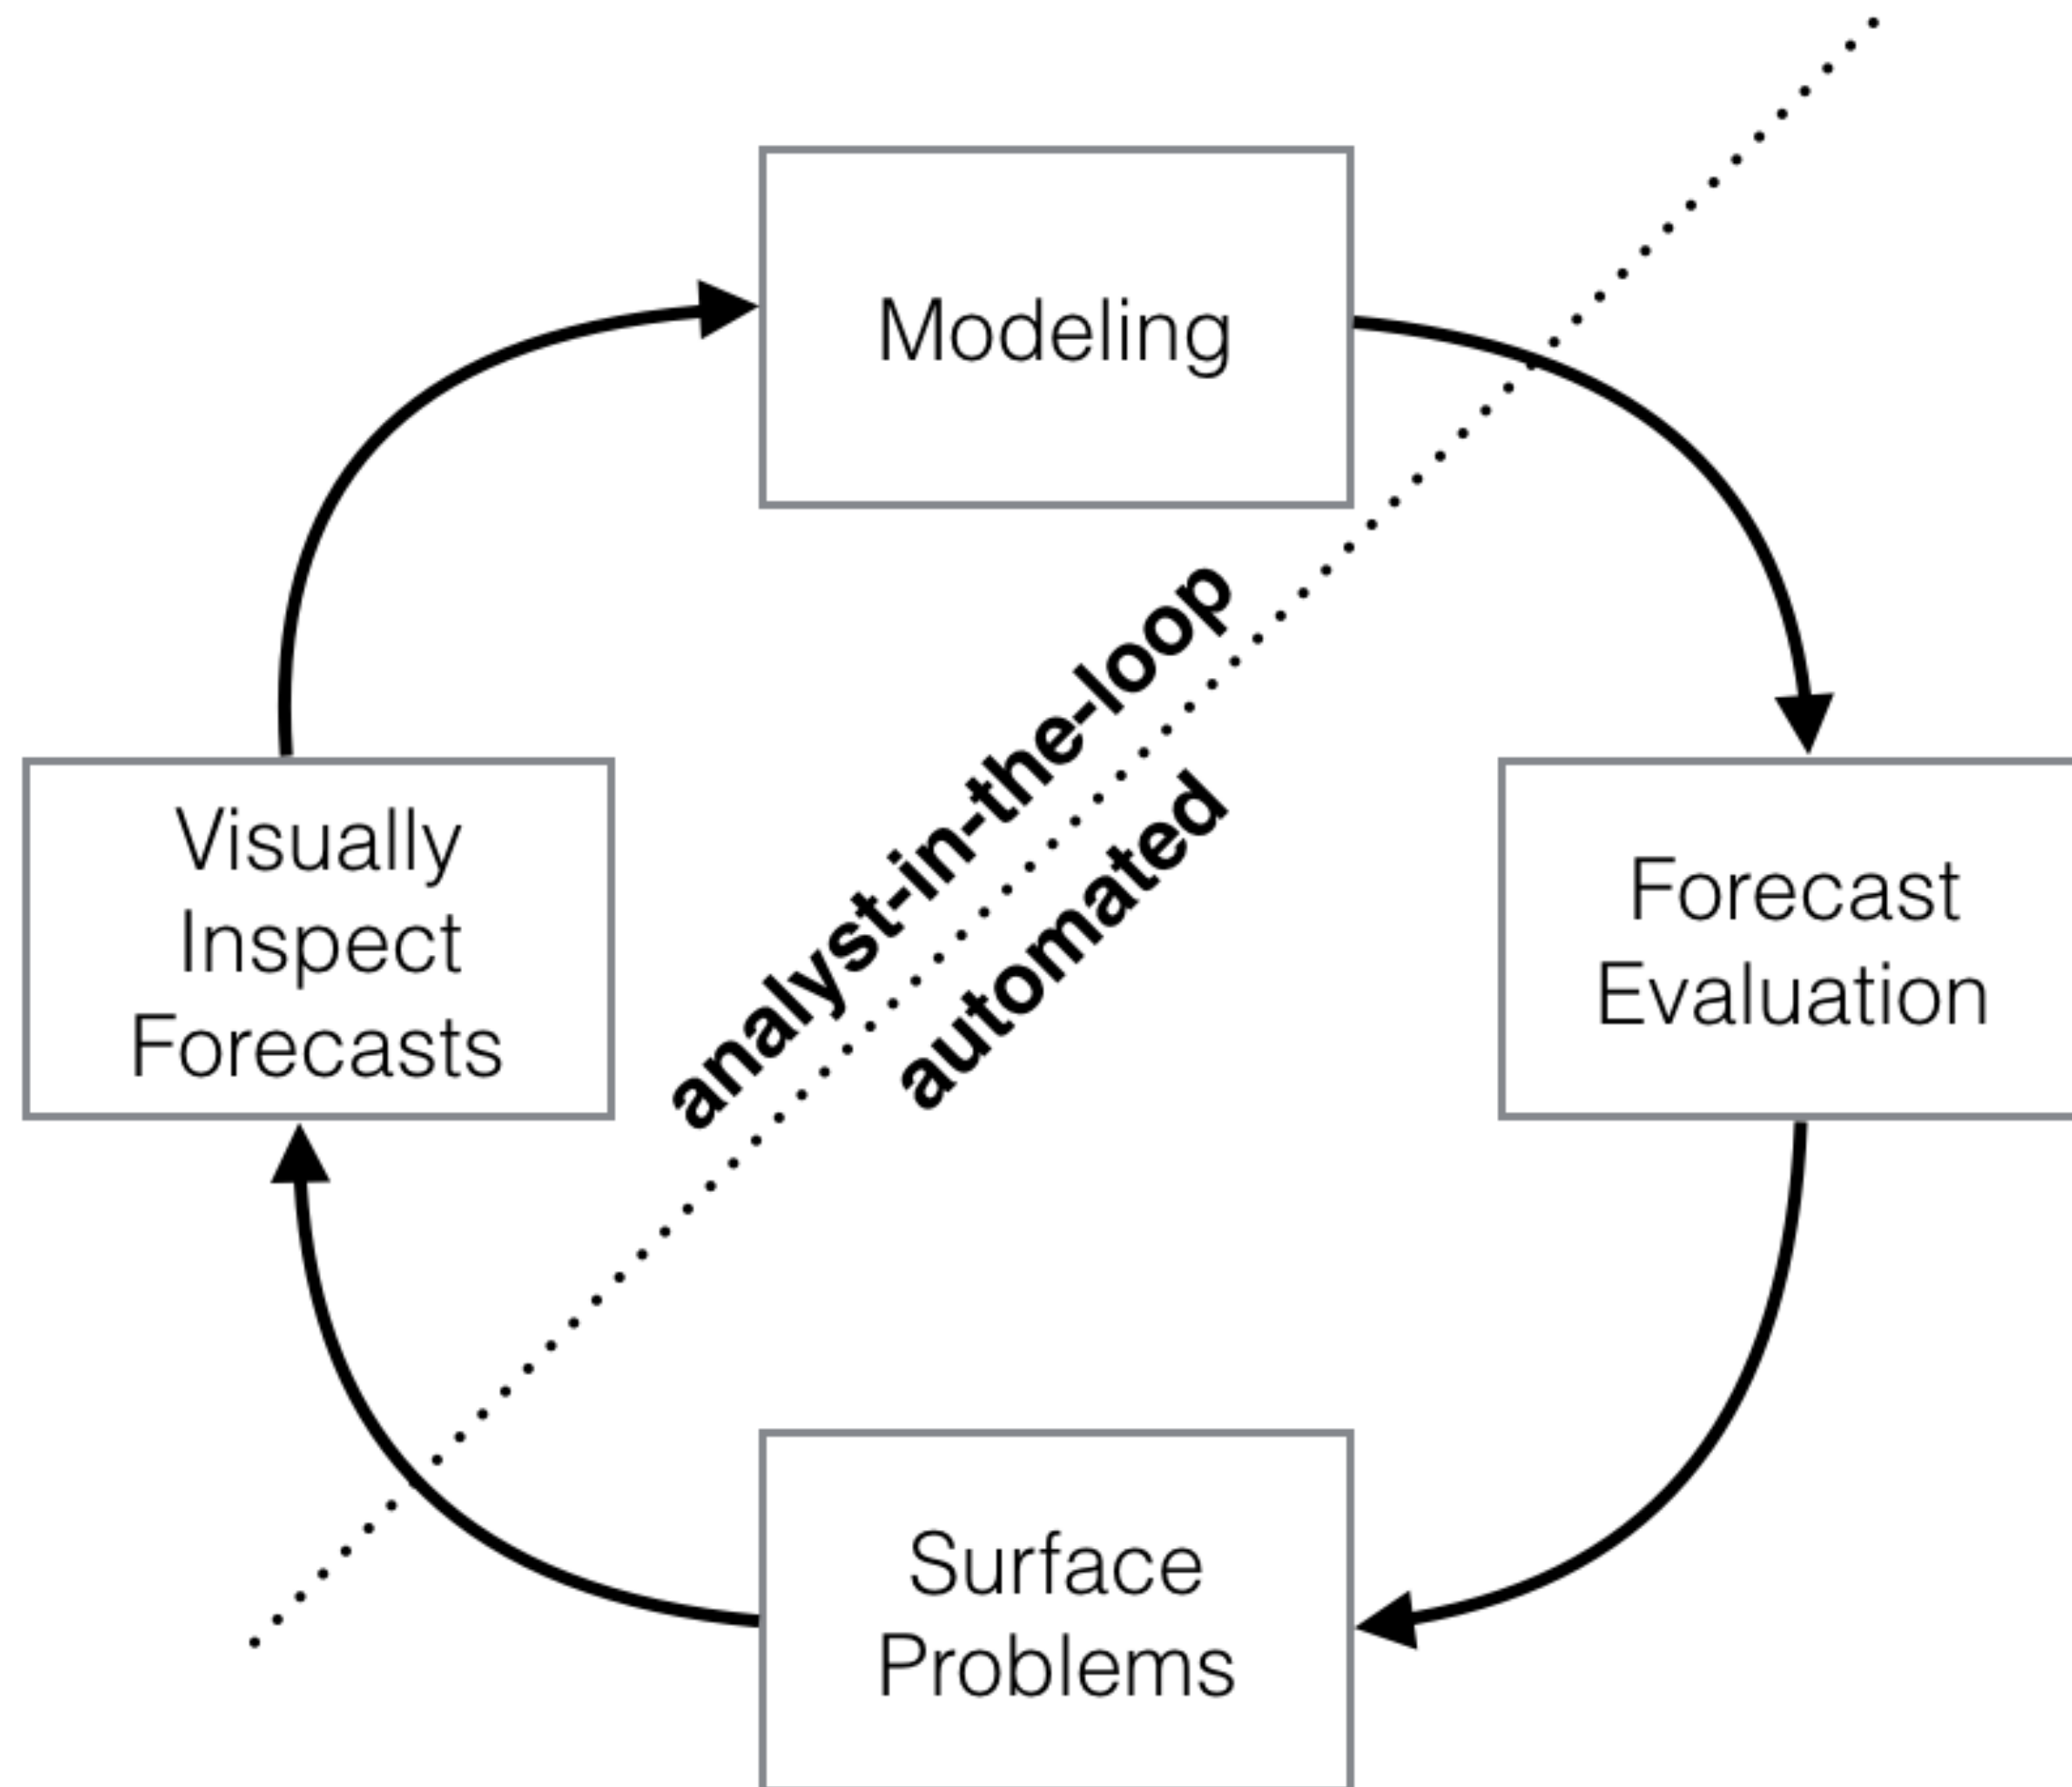 Modeling
analyst-in-the-loop
automated
Visually
Inspect
Forecasts
Forecast
Evaluation
Surface
Problems